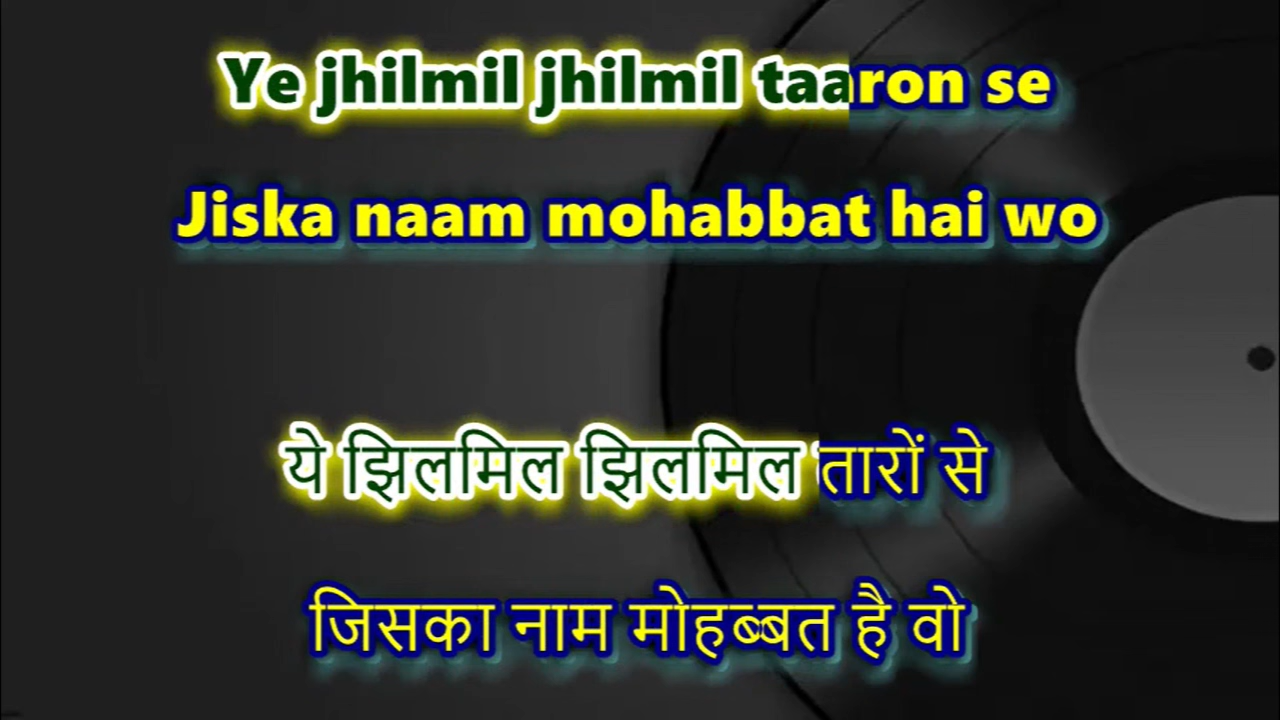 Ye jhilmil jhilmil taaron se
Jiska naam mohabbat hai wo
ये झिलमिल झिलमिल तारों से
जिसका नाम मोहब्बत है वो